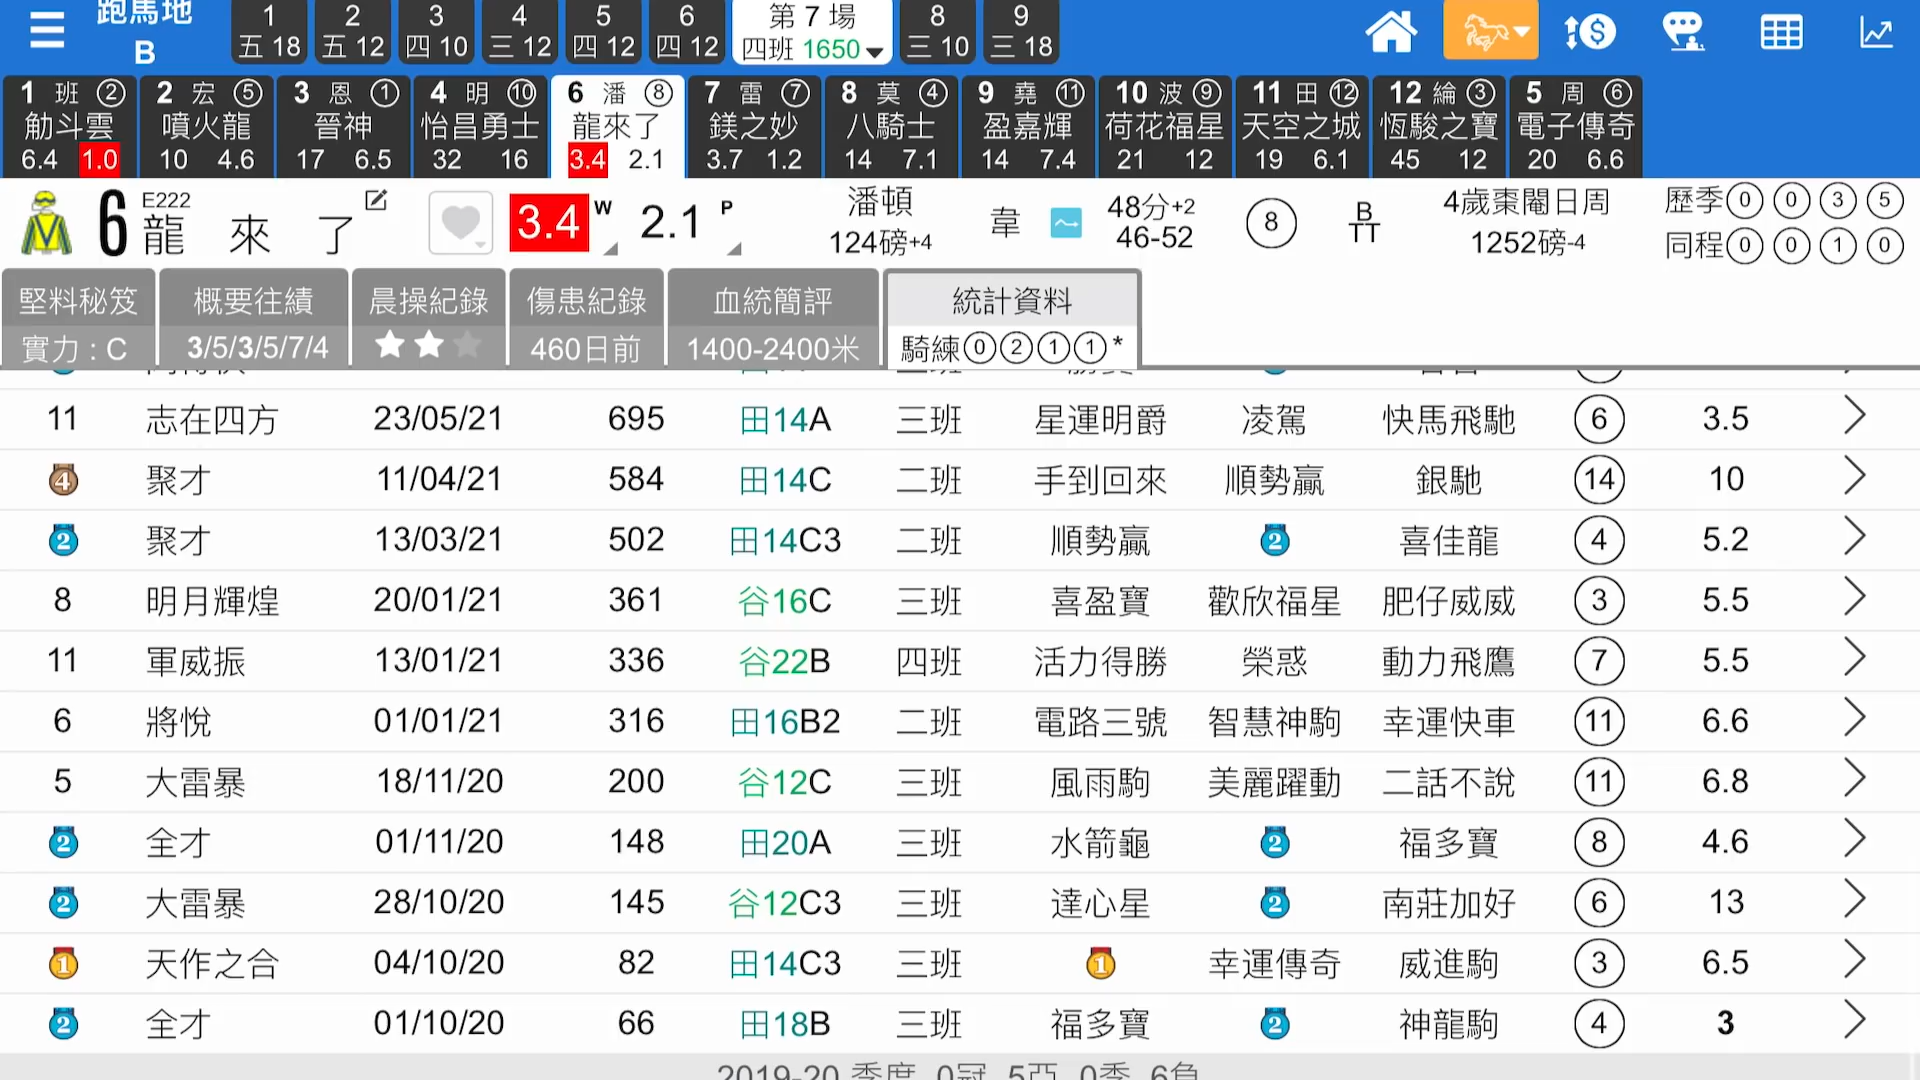 跑馬地 B
1 五 18
2 五 12
3 四 10
4 三 12
5 四 12
6 四 12
第 7 場 四班 1650
8 三 10
9 三 18
1 班 2 觔斗雲 6.4 1.0
2 宏 5 噴火龍 10 4.6
3 恩 1 晉神 17 6.5
4 明 10 怡昌勇士 32 16
6 潘 8 龍來了 3.4 2.1
7 雷 7 鎂之妙 3.7 1.2
8 莫 4 八騎士 14 7.1
9 堯 11 盈嘉輝 14 7.4
10 波 9 荷花福星 21 12
11 田 12 天空之城 19 6.1
12 綸 3 恆駿之寶 45 12
5 周 6 電子傳奇 20 6.6
6 E222 龍來了 3.4 W 2.1 P
潘頓 124磅+4
韋
48分+2 46-52
8
B TT
4歲棗閹日周 1252磅-4
歷季 0 0 3 5
同程 0 0 1 0
堅料秘笈 實力 : C
概要往績 3/5/3/5/7/4
晨操紀錄
傷患紀錄 460日前
血統簡評 1400-2400米
統計資料 騎練 0 2 1 1 *
11 志在四方 23/05/21 695 田14A 三班 星運明爵 凌駕 快馬飛馳 6 3.5
4 聚才 11/04/21 584 田14C 二班 手到回來 順勢贏 銀馳 14 10
2 聚才 13/03/21 502 田14C3 二班 順勢贏 2 喜佳龍 4 5.2
8 明月輝煌 20/01/21 361 谷16C 三班 喜盈寶 歡欣福星 肥仔威威 3 5.5
11 軍威振 13/01/21 336 谷22B 四班 活力得勝 榮惑 動力飛鷹 7 5.5
6 將悅 01/01/21 316 田16B2 二班 電路三號 智慧神駒 幸運快車 11 6.6
5 大雷暴 18/11/20 200 谷12C 三班 風雨駒 美麗躍動 二話不說 11 6.8
2 全才 01/11/20 148 田20A 三班 水箭龜 2 福多寶 8 4.6
2 大雷暴 28/10/20 145 谷12C3 三班 達心星 2 南莊加好 6 13
1 天作之合 04/10/20 82 田14C3 三班 1 幸運傳奇 威進駒 3 6.5
2 全才 01/10/20 66 田18B 三班 福多寶 2 神龍駒 4 3
2019-20 季度 0冠 5亞 0季 6負